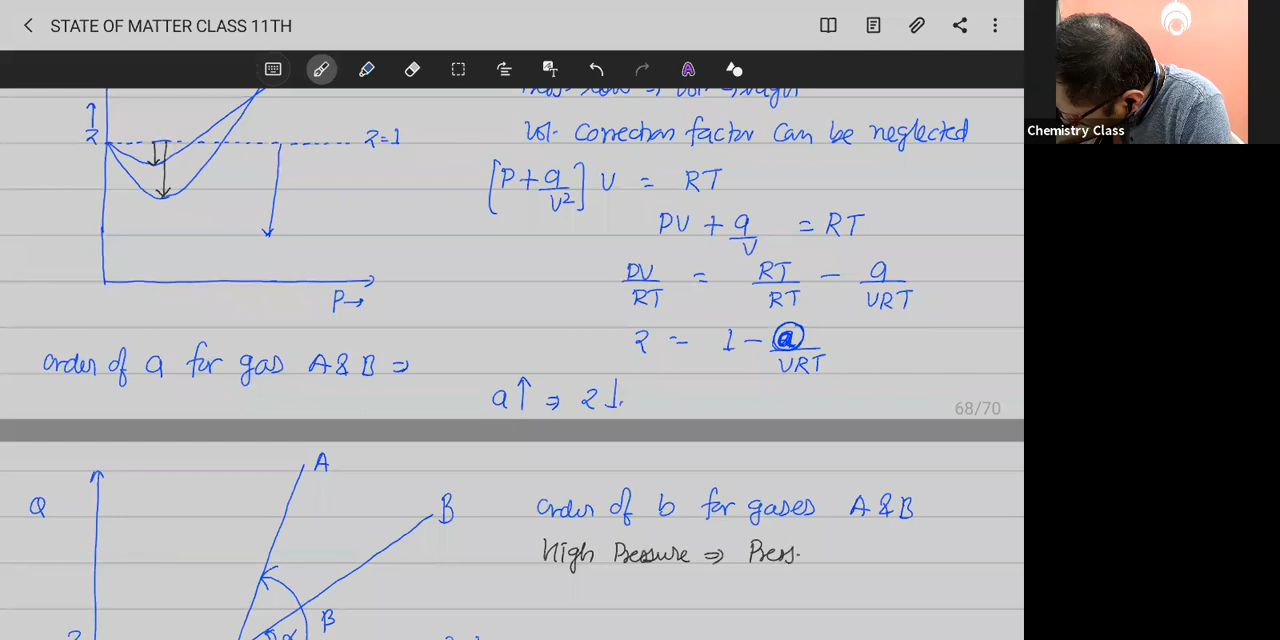 STATE OF MATTER CLASS 11TH
Chemistry Class
Vol. Correction factor can be neglected
Z
Z=1
[P + a/V²] V = RT
PV + a/V = RT
PV/RT = RT/RT - a/VRT
P→
Z = 1 - a/VRT
order of a for gas A & B ⇒
a↑ ⇒ Z↓.
68/70
A
Q
B
order of b for gases A & B
High Pressure ⇒ Press.
β
α